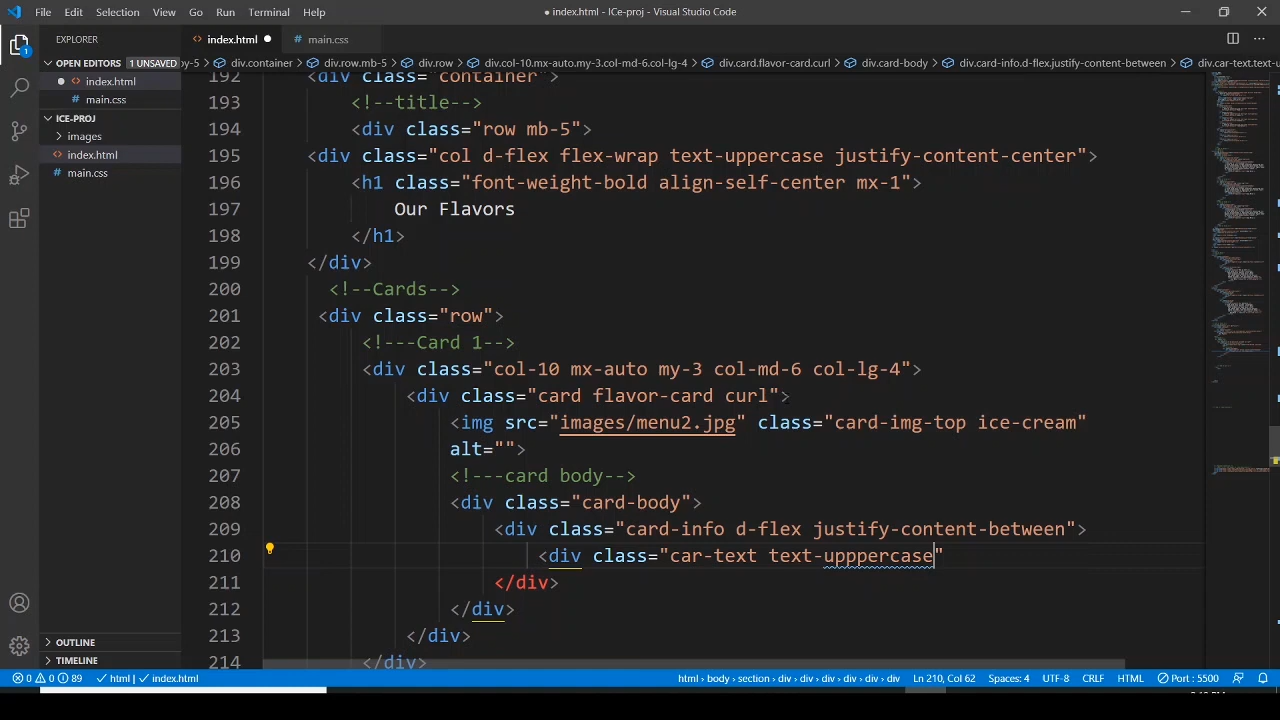 File Edit Selection View Go Run Terminal Help
● index.html - ICe-proj - Visual Studio Code
EXPLORER
index.html ●
main.css
OPEN EDITORS 1 UNSAVED
y-5 > div.container > div.row.mb-5 > div.row > div.col-10.mx-auto.my-3.col-md-6.col-lg-4 > div.card.flavor-card.curl > div.card-body > div.card-info.d-flex.justify-content-between > div.car-text.text-u
● index.html
main.css
ICE-PROJ
> images
index.html
main.css
192 <div class="container">
193 <!--title-->
194 <div class="row mb-5">
195 <div class="col d-flex flex-wrap text-uppercase justify-content-center">
196 <h1 class="font-weight-bold align-self-center mx-1">
197 Our Flavors
198 </h1>
199 </div>
200 <!--Cards-->
201 <div class="row">
202 <!---Card 1-->
203 <div class="col-10 mx-auto my-3 col-md-6 col-lg-4">
204 <div class="card flavor-card curl">
205 <img src="images/menu2.jpg" class="card-img-top ice-cream"
206 alt="">
207 <!---card body-->
208 <div class="card-body">
209 <div class="card-info d-flex justify-content-between">
210 <div class="car-text text-upppercase"
211 </div>
212 </div>
213 </div>
214 </div>
> OUTLINE
> TIMELINE
0 0 89 html | index.html
html > body > section > div > div > div > div > div > div Ln 210, Col 62 Spaces: 4 UTF-8 CRLF HTML Port : 5500